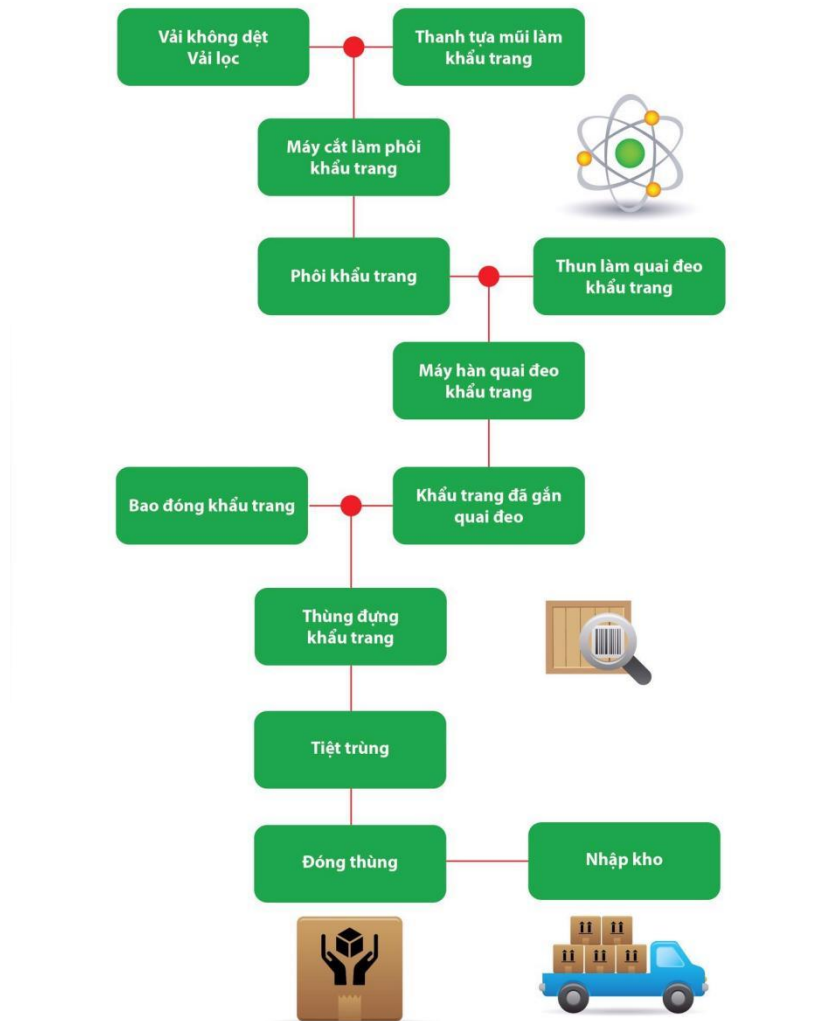 Vải không dệt
Vải lọc
Thanh tựa mũi làm
khẩu trang
Máy cắt làm phôi
khẩu trang
Phôi khẩu trang
Thun làm quai đeo
khẩu trang
Máy hàn quai đeo
khẩu trang
Bao đóng khẩu trang
Khẩu trang đã gắn
quai đeo
Thùng đựng
khẩu trang
Tiệt trùng
Đóng thùng
Nhập kho